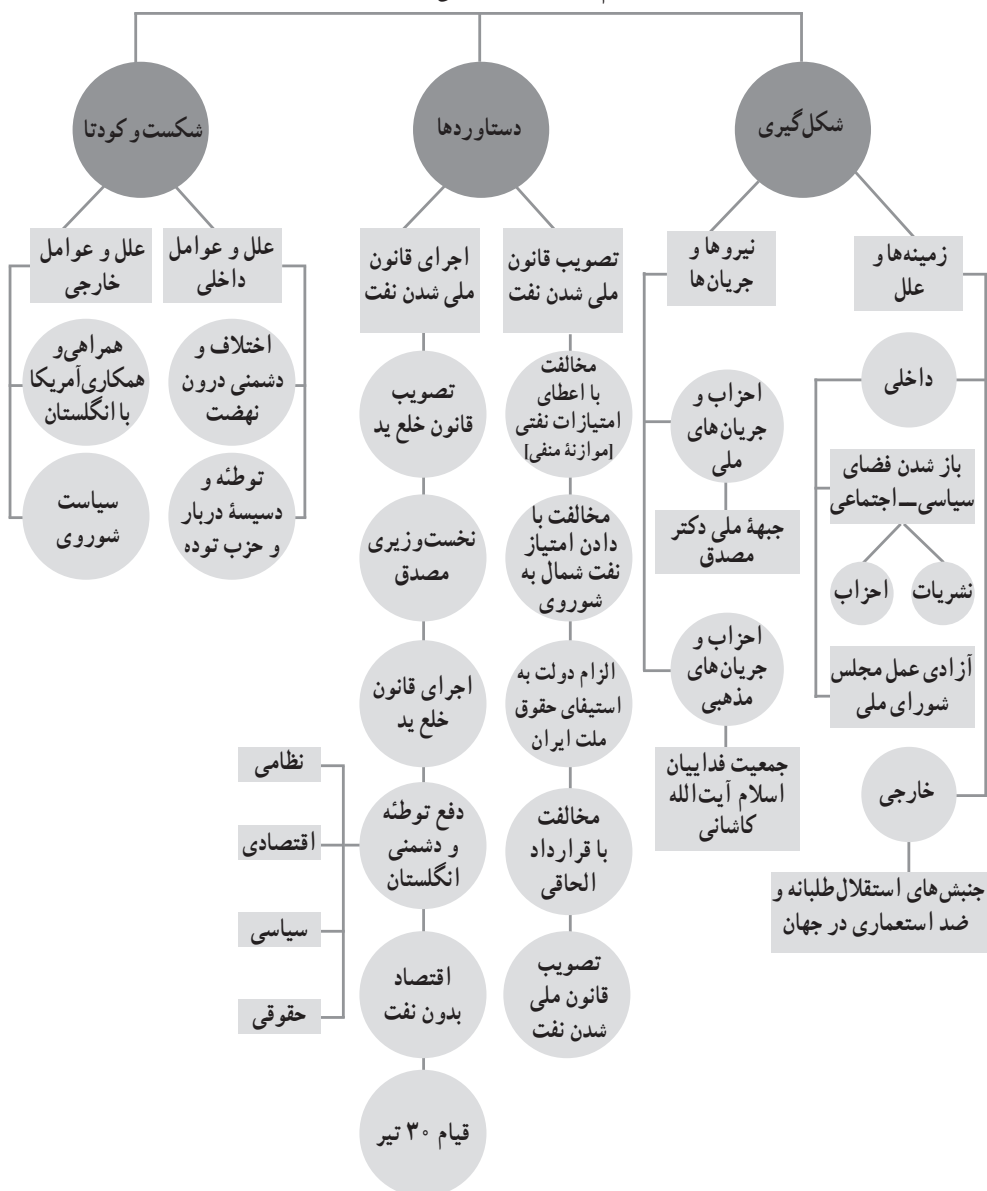 شکل‌گیری
دستاوردها
شکست و کودتا
زمینه‌ها و
علل
داخلی
باز شدن فضای
سیاسی_ اجتماعی
نشریات
احزاب
آزادی عمل مجلس
شورای ملی
خارجی
جنبش‌های استقلال‌طلبانه و
ضد استعماری در جهان
نیروها و
جریان‌ها
احزاب و
جریان‌های
ملی
جبههٔ ملی دکتر
مصدق
احزاب و
جریان‌های
مذهبی
جمعیت فداییان
اسلام آیت‌الله
کاشانی
تصویب قانون
ملی شدن نفت
مخالفت
با اعطای
امتیازات نفتی
[موازنهٔ منفی]
مخالفت با
دادن امتیاز
نفت شمال به
شوروی
الزام دولت به
استیفای حقوق
ملت ایران
مخالفت
با قرارداد
الحاقی
تصویب
قانون ملی
شدن نفت
اجرای قانون
ملی شدن نفت
تصویب
قانون خلع ید
نخست‌وزیری
مصدق
اجرای قانون
خلع ید
دفع توطئه
و دشمنی
انگلستان
نظامی
اقتصادی
سیاسی
حقوقی
اقتصاد
بدون نفت
قیام ۳۰ تیر
علل و عوامل
داخلی
اختلاف و
دشمنی درون
نهضت
توطئه و
دسیسهٔ دربار
و حزب توده
علل و عوامل
خارجی
همراهی و
همکاری آمریکا
با انگلستان
سیاست
شوروی